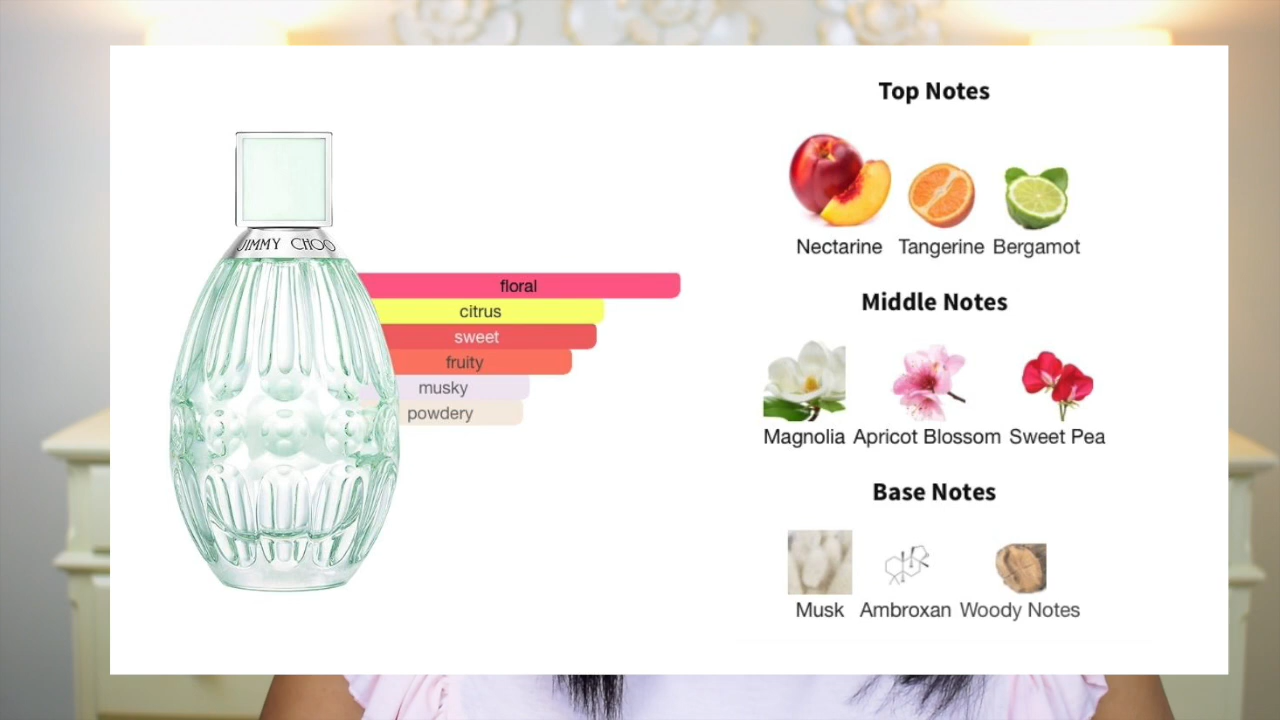 JIMMY CHOO
floral
citrus
sweet
fruity
musky
powdery
Top Notes
Nectarine Tangerine Bergamot
Middle Notes
Magnolia Apricot Blossom Sweet Pea
Base Notes
Musk Ambroxan Woody Notes